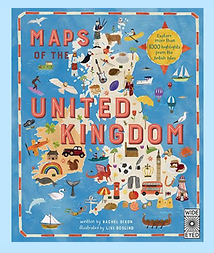 MAPS
OF THE
Explore
more than
1000 highlights
from the
British Isles
UNITED
KINGDOM
written by RACHEL DIXON
illustrated by LIVI GOSLING
WIDE
EYED